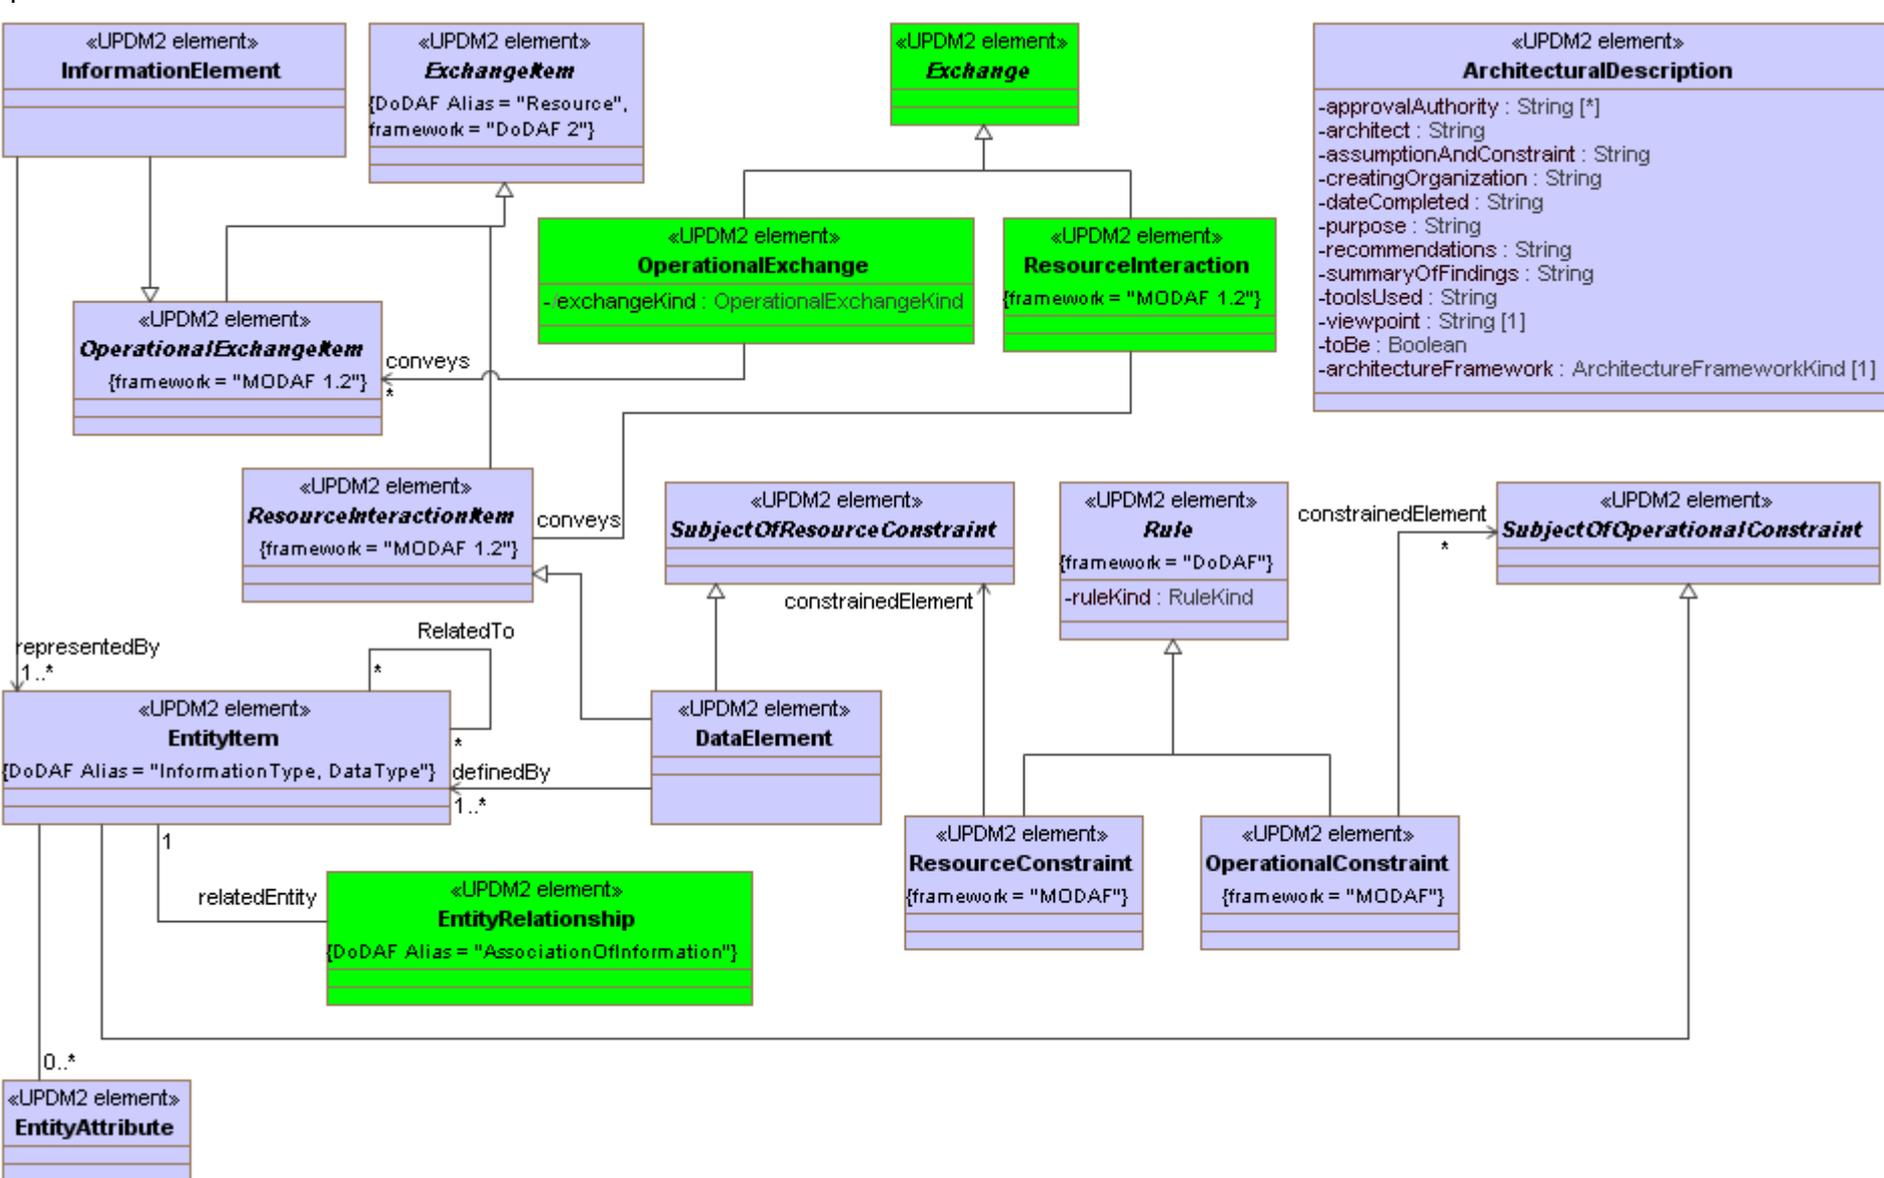 «UPDM2 element»
InformationElement
«UPDM2 element»
ExchangeItem
{DoDAF Alias = "Resource",
framework = "DoDAF 2"}
«UPDM2 element»
Exchange
«UPDM2 element»
ArchitecturalDescription
-approvalAuthority : String [*]
-architect : String
-assumptionAndConstraint : String
-creatingOrganization : String
-dateCompleted : String
-purpose : String
-recommendations : String
-summaryOfFindings : String
-toolsUsed : String
-viewpoint : String [1]
-toBe : Boolean
-architectureFramework : ArchitectureFrameworkKind [1]
«UPDM2 element»
OperationalExchange
-/exchangeKind : OperationalExchangeKind
«UPDM2 element»
ResourceInteraction
{framework = "MODAF 1.2"}
«UPDM2 element»
OperationalExchangeItem
{framework = "MODAF 1.2"}
conveys
*
«UPDM2 element»
ResourceInteractionItem
{framework = "MODAF 1.2"}
conveys
«UPDM2 element»
SubjectOfResourceConstraint
«UPDM2 element»
Rule
{framework = "DoDAF"}
-ruleKind : RuleKind
constrainedElement
*
«UPDM2 element»
SubjectOfOperationalConstraint
constrainedElement
RelatedTo
*
*
representedBy
1..*
«UPDM2 element»
EntityItem
{DoDAF Alias = "InformationType, DataType"}
definedBy
1..*
«UPDM2 element»
DataElement
«UPDM2 element»
ResourceConstraint
{framework = "MODAF"}
«UPDM2 element»
OperationalConstraint
{framework = "MODAF"}
1
relatedEntity
«UPDM2 element»
EntityRelationship
{DoDAF Alias = "AssociationOfInformation"}
0..*
«UPDM2 element»
EntityAttribute